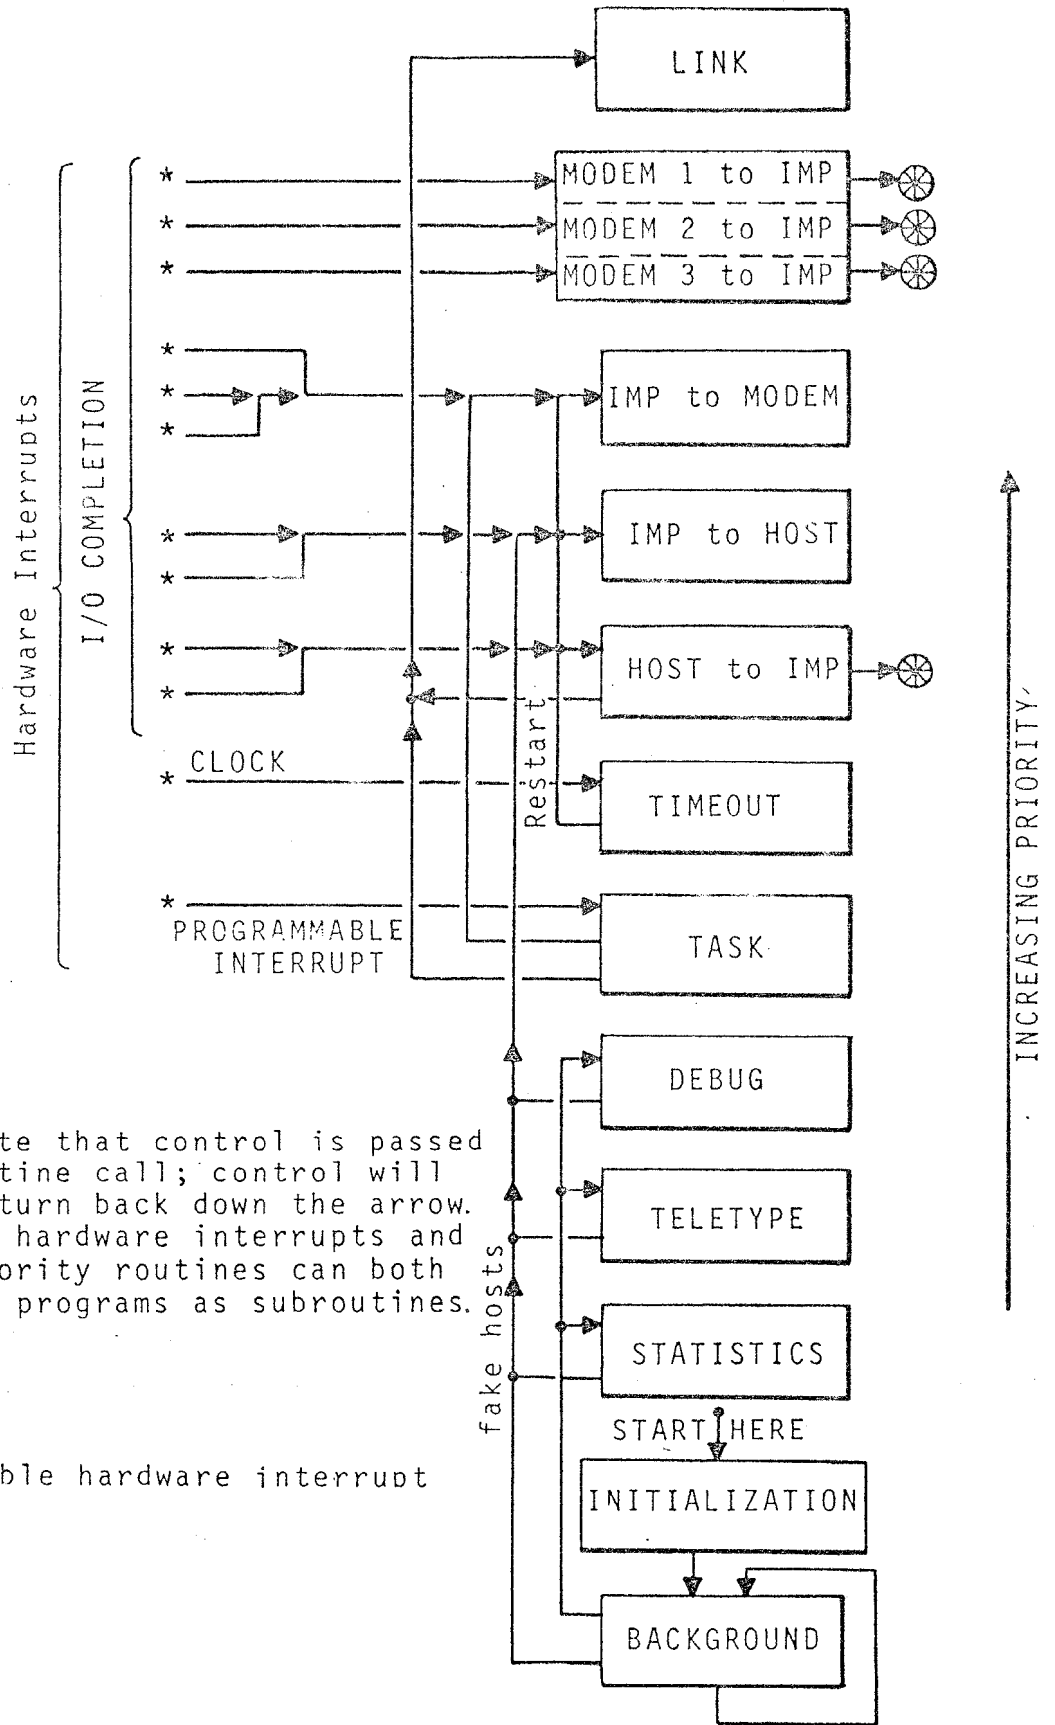 LINK
* MODEM 1 to IMP
* MODEM 2 to IMP
* MODEM 3 to IMP
Hardware Interrupts
I/O COMPLETION
*
*
*
IMP to MODEM
*
*
IMP to HOST
*
*
HOST to IMP
Restart
* CLOCK
TIMEOUT
*
PROGRAMMABLE
INTERRUPT
TASK
INCREASING PRIORITY
DEBUG
te that control is passed
tine call; control will
turn back down the arrow.
hardware interrupts and
ority routines can both
programs as subroutines.
TELETYPE
fake hosts
STATISTICS
START HERE
ble hardware interrupt
INITIALIZATION
BACKGROUND